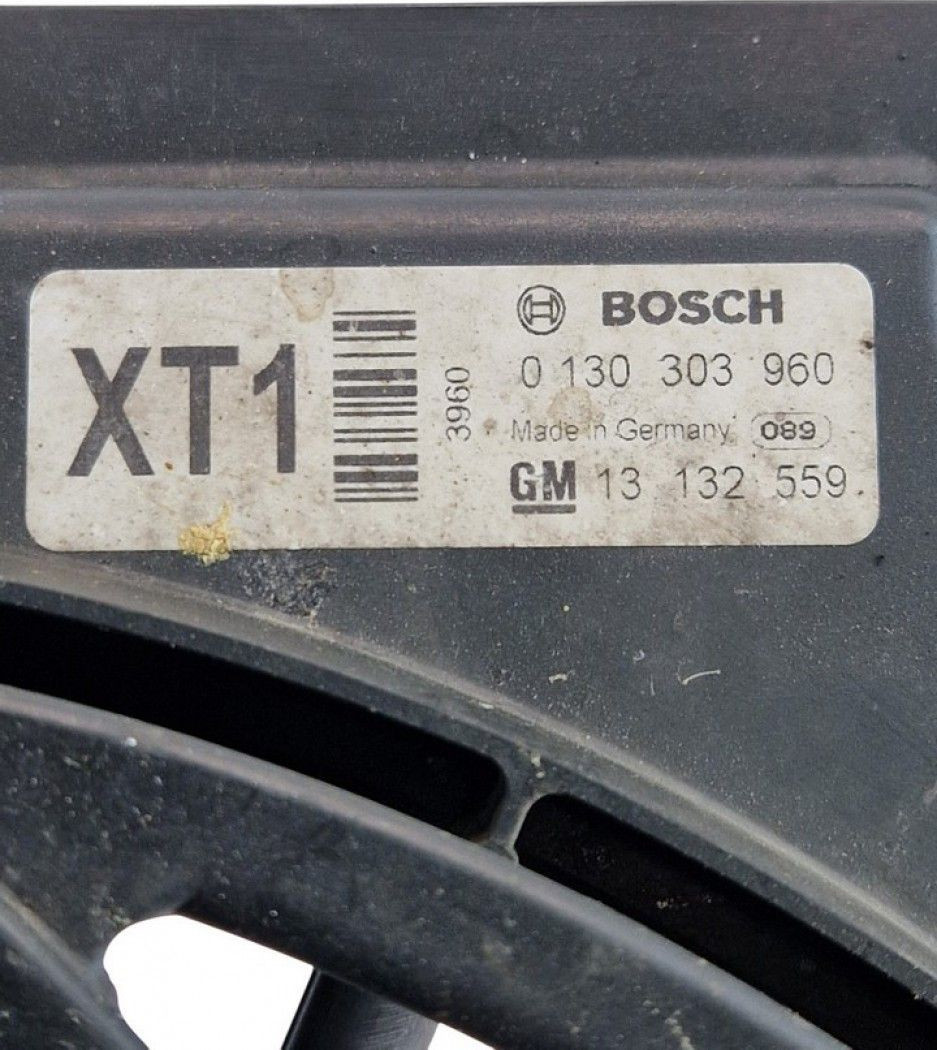 XT1
3960
BOSCH
0 130 303 960
Made in Germany 089
GM 13 132 559